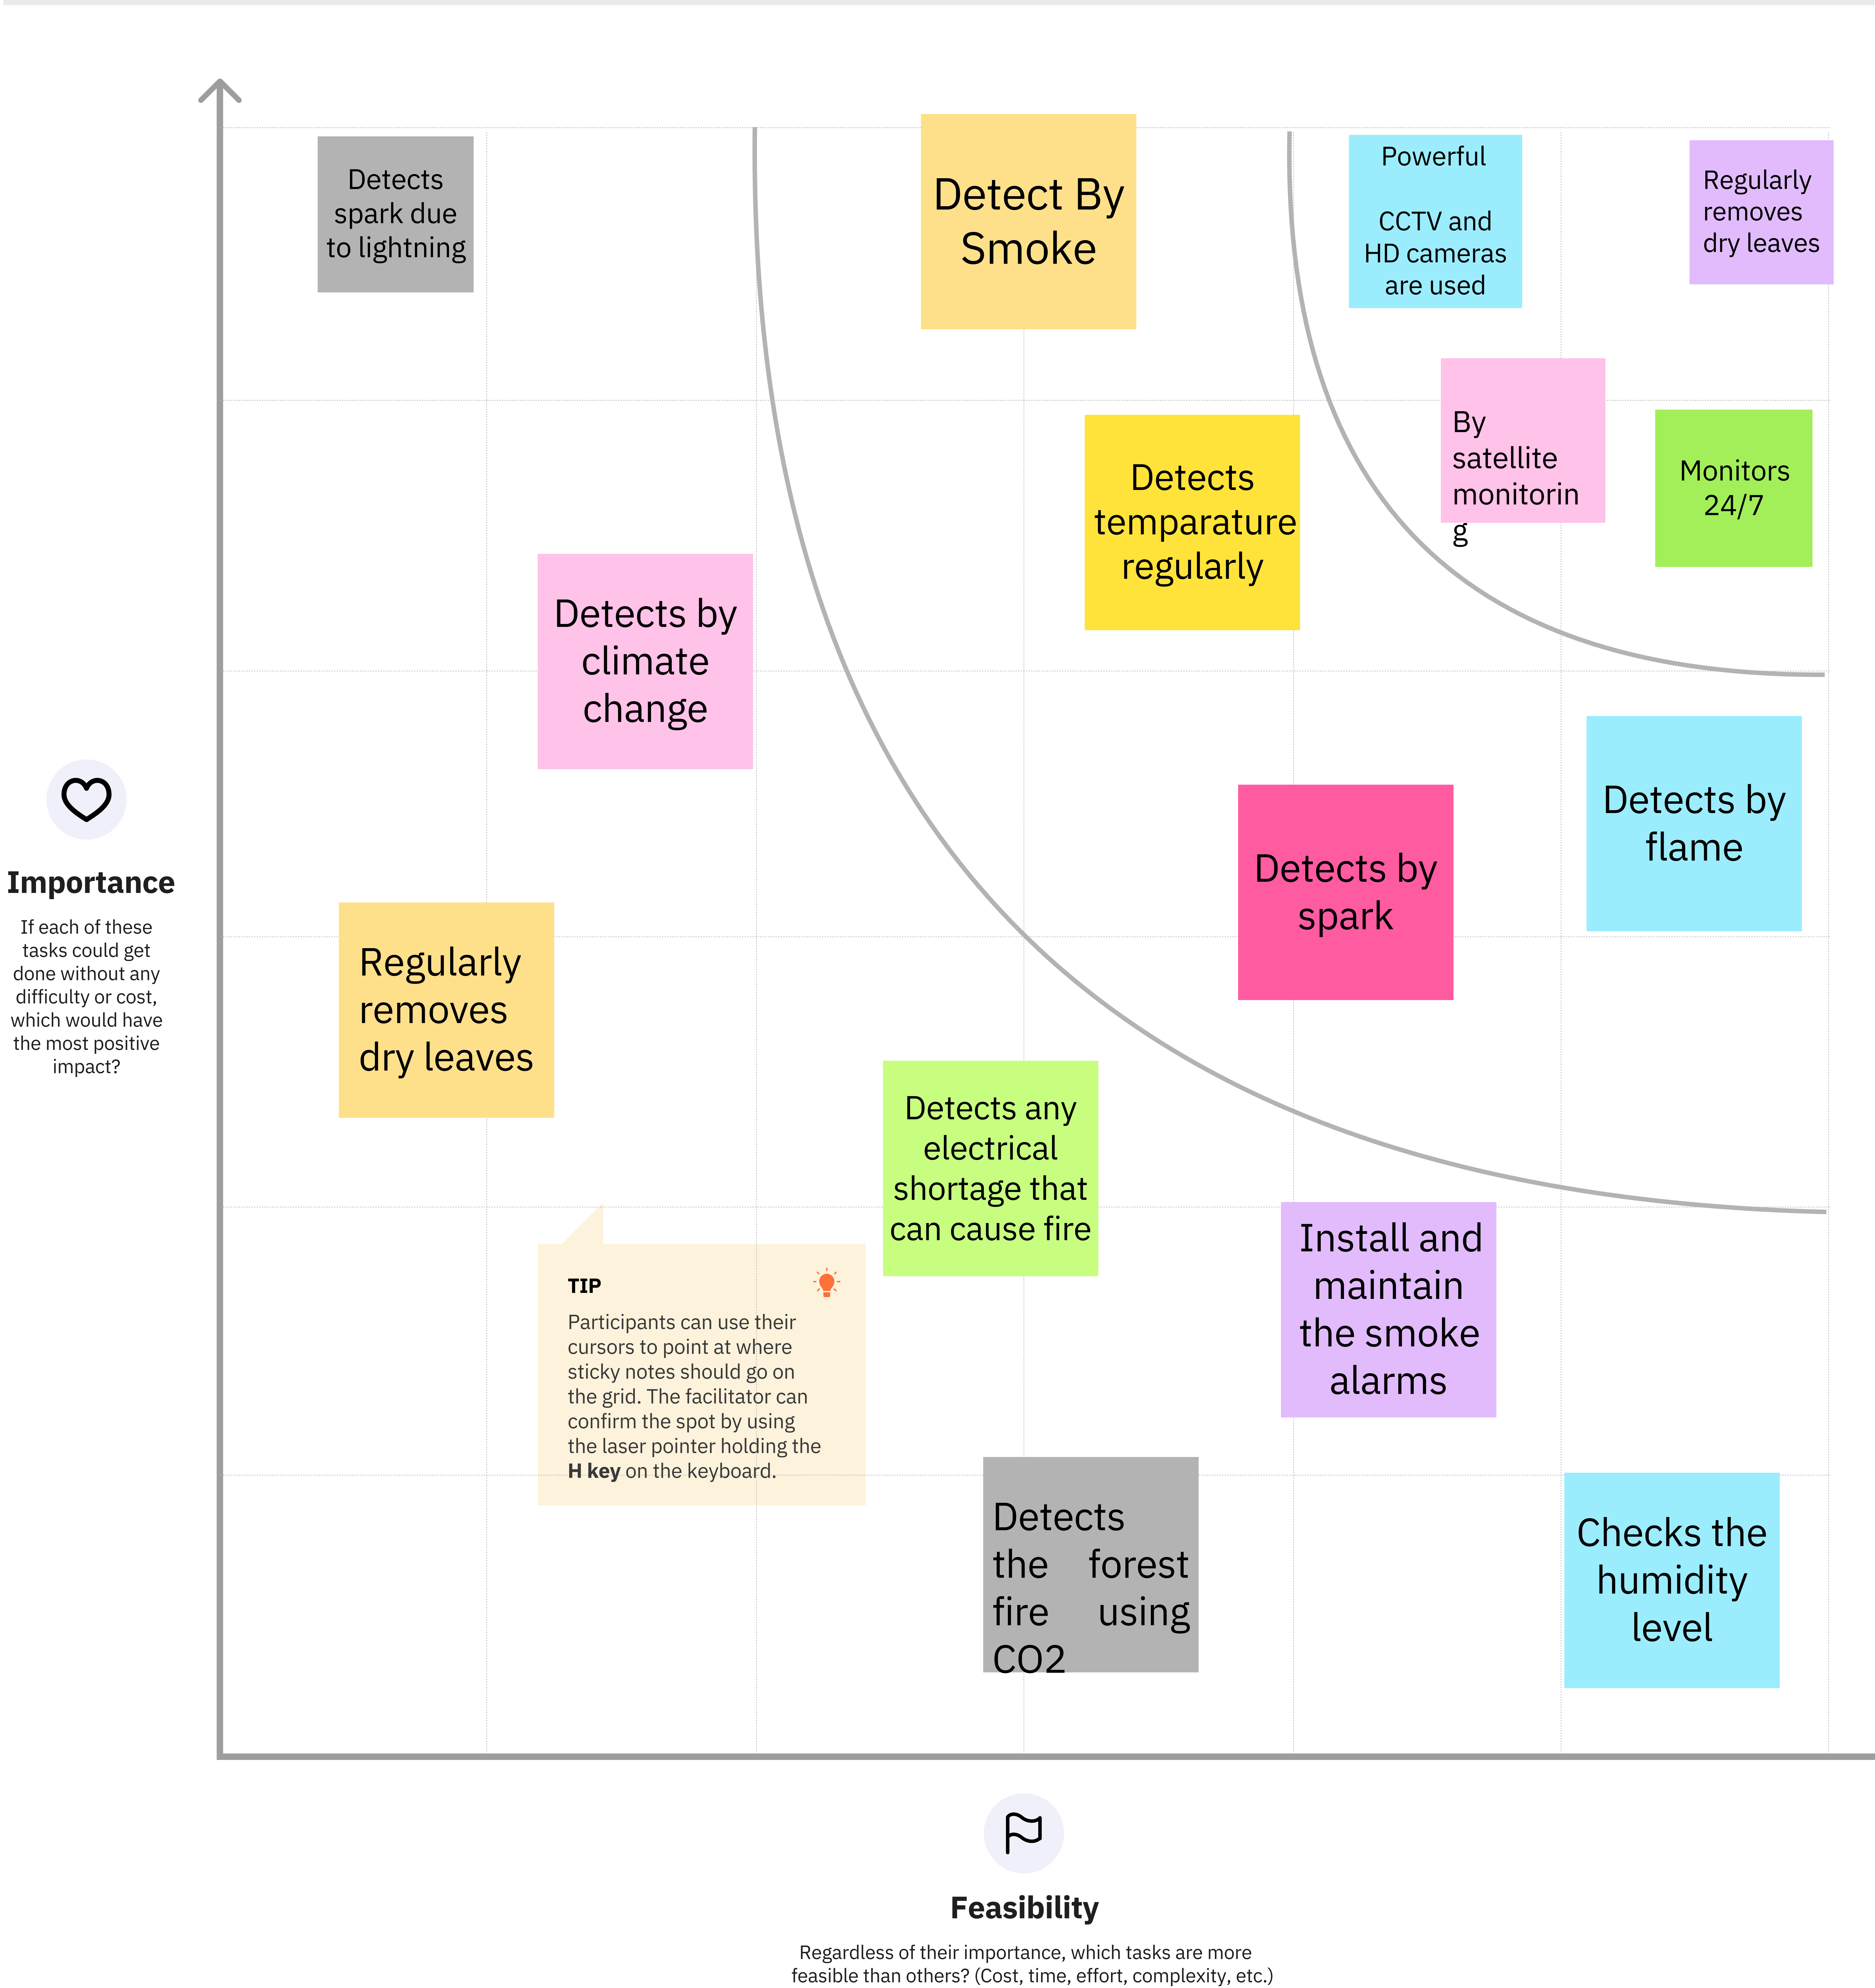 Detects
spark due
to lightning
Detect By
Smoke
Powerful
CCTV and
HD cameras
are used
Regularly
removes
dry leaves
By
satellite
monitorin
g
Monitors
24/7
Detects
temparature
regularly
Detects by
climate
change
Detects by
flame
Detects by
spark
Importance
If each of these
tasks could get
done without any
difficulty or cost,
which would have
the most positive
impact?
Regularly
removes
dry leaves
Detects any
electrical
shortage that
can cause fire
Install and
maintain
the smoke
alarms
TIP
Participants can use their
cursors to point at where
sticky notes should go on
the grid. The facilitator can
confirm the spot by using
the laser pointer holding the
H key on the keyboard.
Detects
the forest
fire using
CO2
Checks the
humidity
level
Feasibility
Regardless of their importance, which tasks are more
feasible than others? (Cost, time, effort, complexity, etc.)